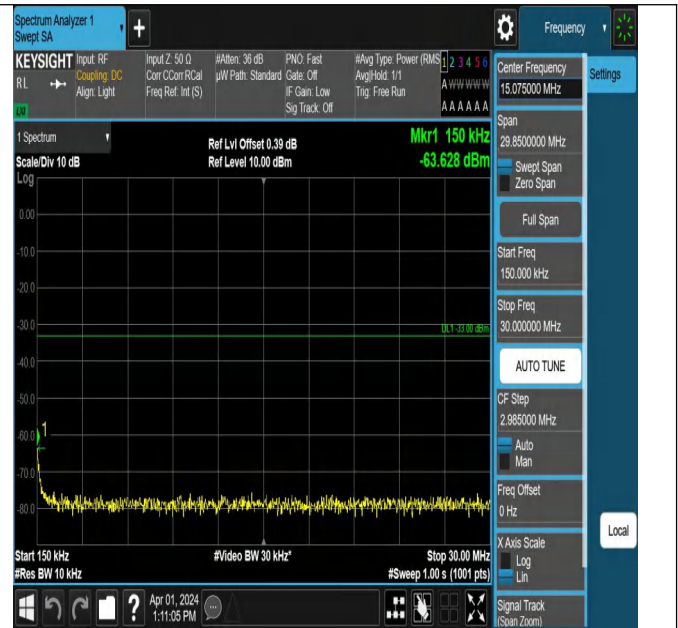 Spectrum Analyzer 1
Swept SA
Frequency
KEYSIGHT
RL
Input: RF
Coupling: DC
Align: Light
Input Z: 50 Ω
Corr CCorr RCal
Freq Ref: Int (S)
#Atten: 36 dB
µW Path: Standard
PNO: Fast
Gate: Off
IF Gain: Low
Sig Track: Off
#Avg Type: Power (RMS
Avg|Hold: 1/1
Trig: Free Run
1 2 3 4 5 6
A W W W W W
A A A A A A
LXI
1 Spectrum
Scale/Div 10 dB
Log
Ref Lvl Offset 0.39 dB
Ref Level 10.00 dBm
Mkr1 150 kHz
-63.628 dBm
0.00
-10.0
-20.0
-30.0
DL1 -33.00 dBm
-40.0
-50.0
1
-60.0
-70.0
-80.0
Start 150 kHz
#Res BW 10 kHz
#Video BW 30 kHz*
Stop 30.00 MHz
#Sweep 1.00 s (1001 pts)
Apr 01, 2024
1:11:05 PM
Center Frequency
15.075000 MHz
Settings
Span
29.8500000 MHz
Swept Span
Zero Span
Full Span
Start Freq
150.000 kHz
Stop Freq
30.000000 MHz
AUTO TUNE
CF Step
2.985000 MHz
Auto
Man
Freq Offset
0 Hz
X Axis Scale
Log
Lin
Local
Signal Track
(Span Zoom)